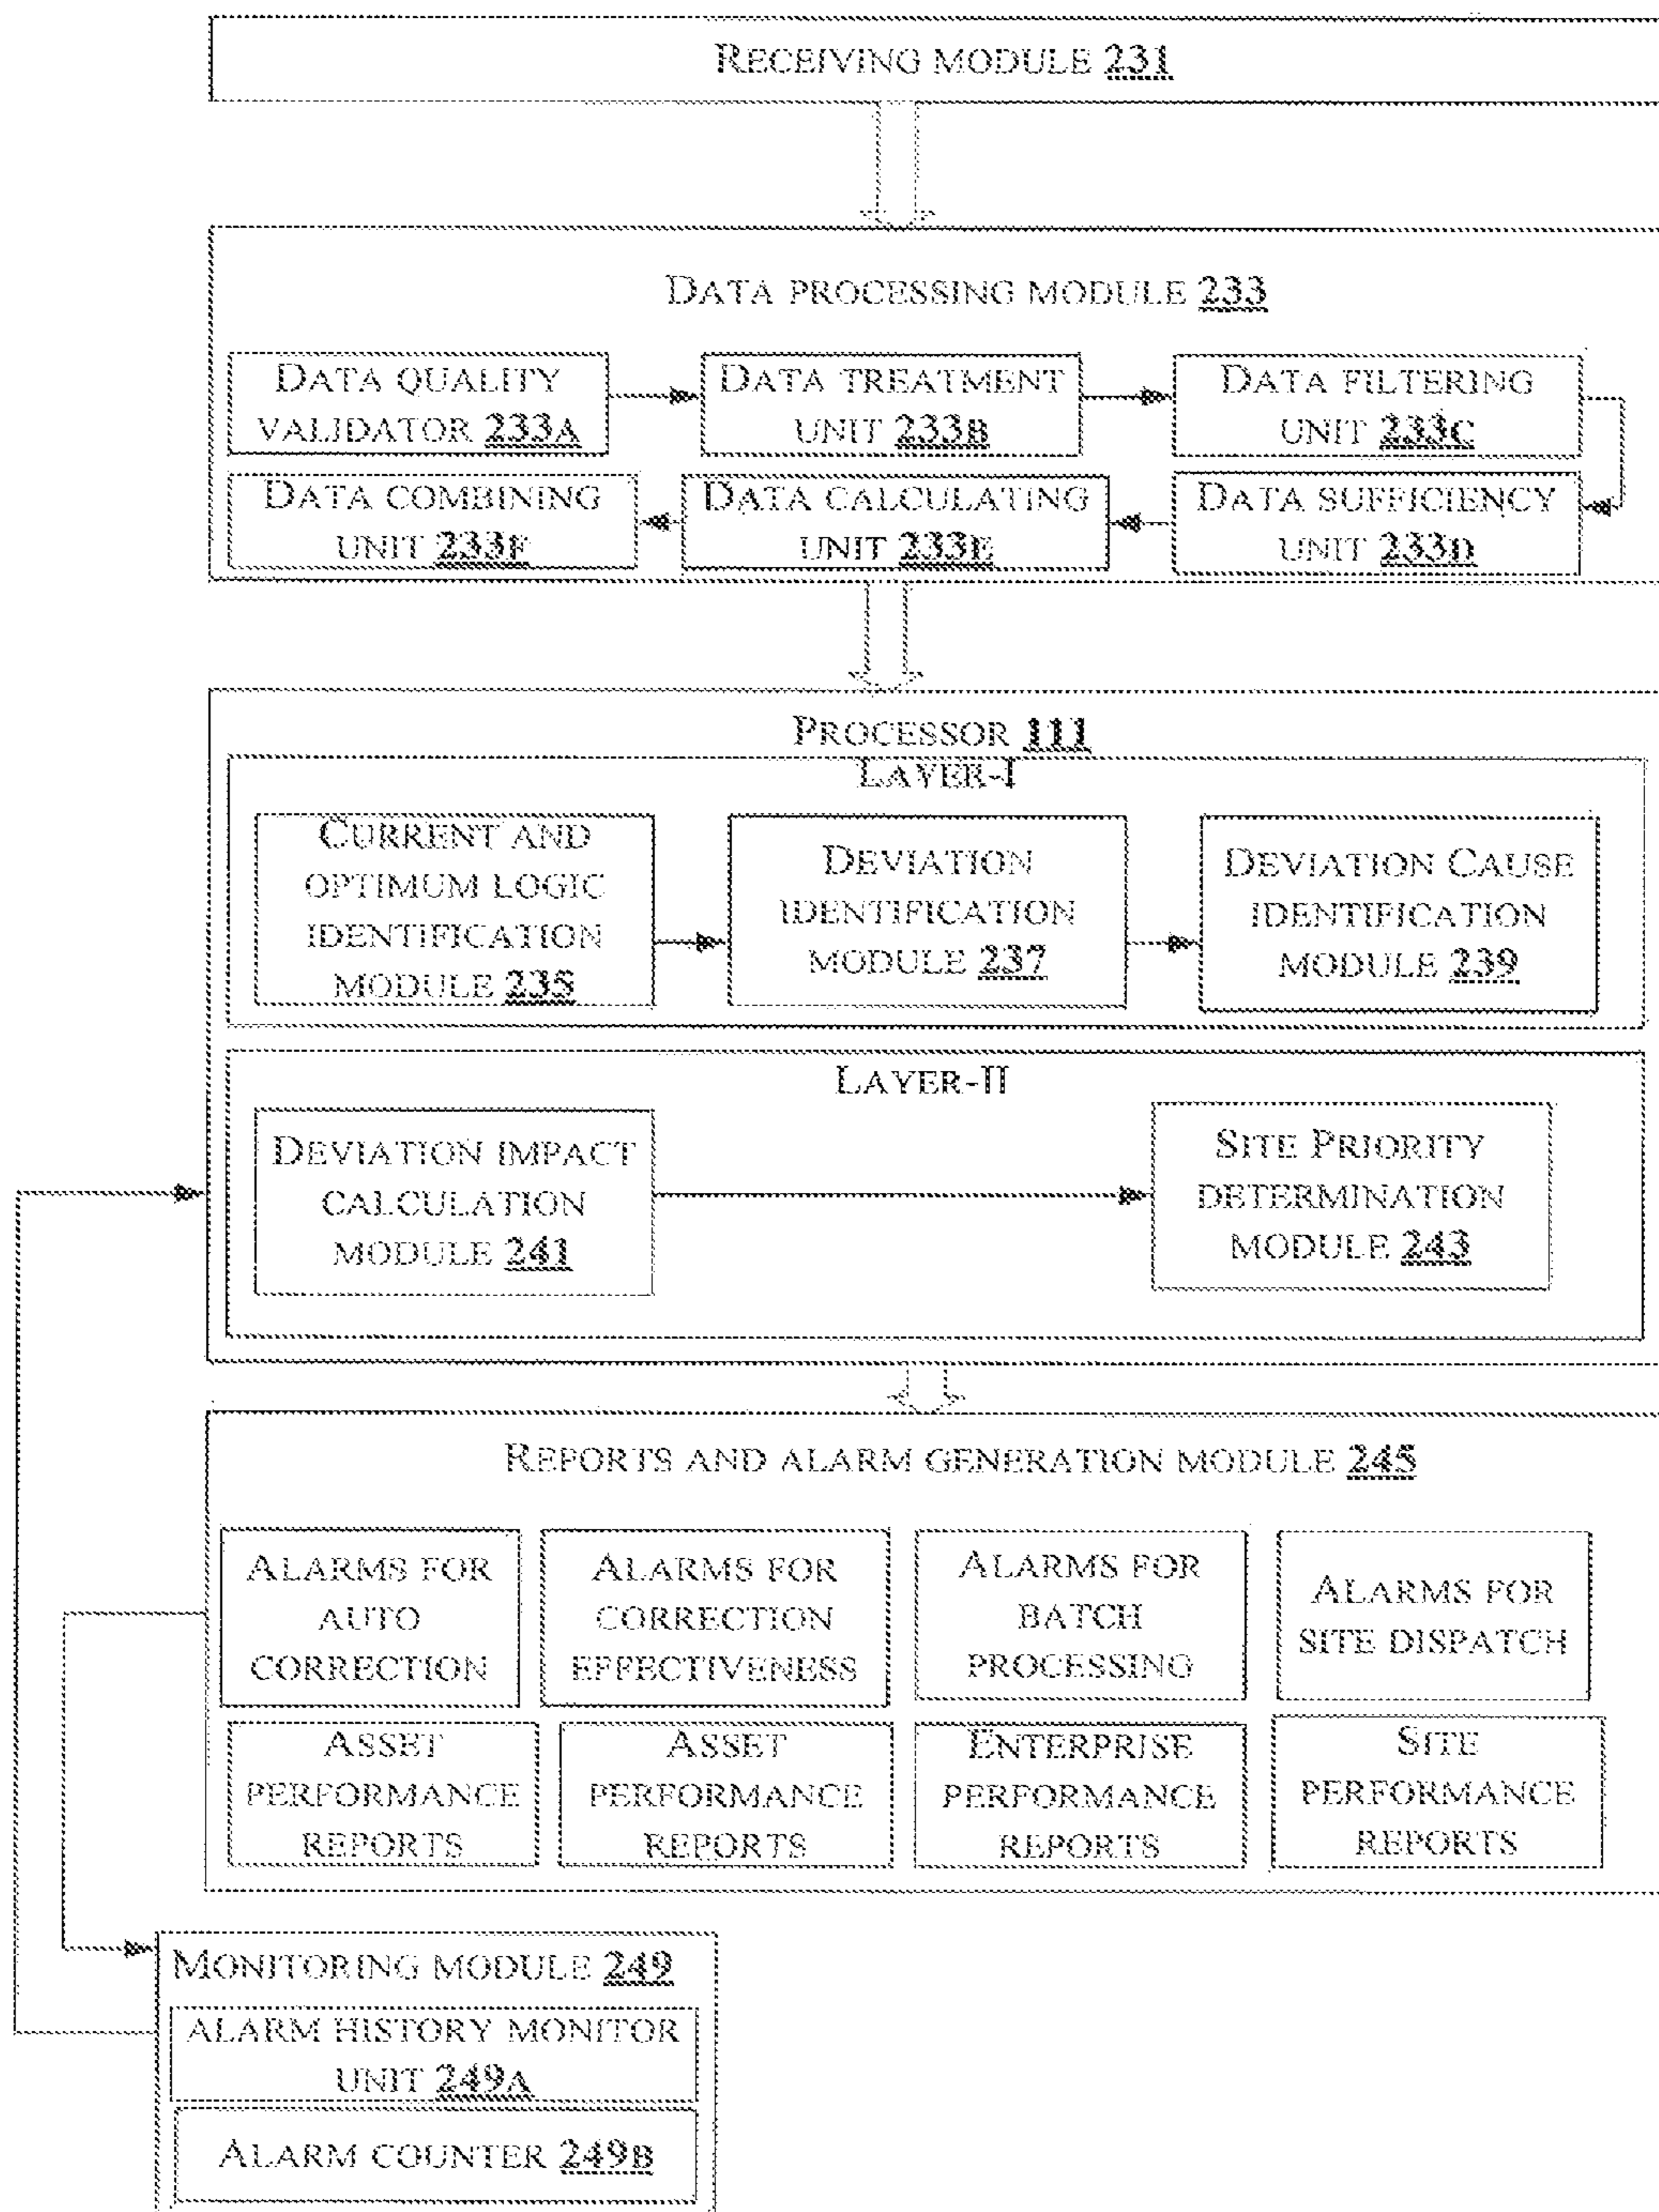 RECEIVING MODULE 231
DATA PROCESSING MODULE 233
DATA QUALITY
VALIDATOR 233A
DATA TREATMENT
UNIT 233B
DATA FILTERING
UNIT 233C
DATA COMBINING
UNIT 233F
DATA CALCULATING
UNIT 233E
DATA SUFFICIENCY
UNIT 233D
PROCESSOR 111
LAYER-I
CURRENT AND
OPTIMUM LOGIC
IDENTIFICATION
MODULE 235
DEVIATION
IDENTIFICATION
MODULE 237
DEVIATION CAUSE
IDENTIFICATION
MODULE 239
LAYER-II
DEVIATION IMPACT
CALCULATION
MODULE 241
SITE PRIORITY
DETERMINATION
MODULE 243
REPORTS AND ALARM GENERATION MODULE 245
ALARMS FOR
AUTO
CORRECTION
ALARMS FOR
CORRECTION
EFFECTIVENESS
ALARMS FOR
BATCH
PROCESSING
ALARMS FOR
SITE DISPATCH
ASSET
PERFORMANCE
REPORTS
ASSET
PERFORMANCE
REPORTS
ENTERPRISE
PERFORMANCE
REPORTS
SITE
PERFORMANCE
REPORTS
MONITORING MODULE 249
ALARM HISTORY MONITOR
UNIT 249A
ALARM COUNTER 249B